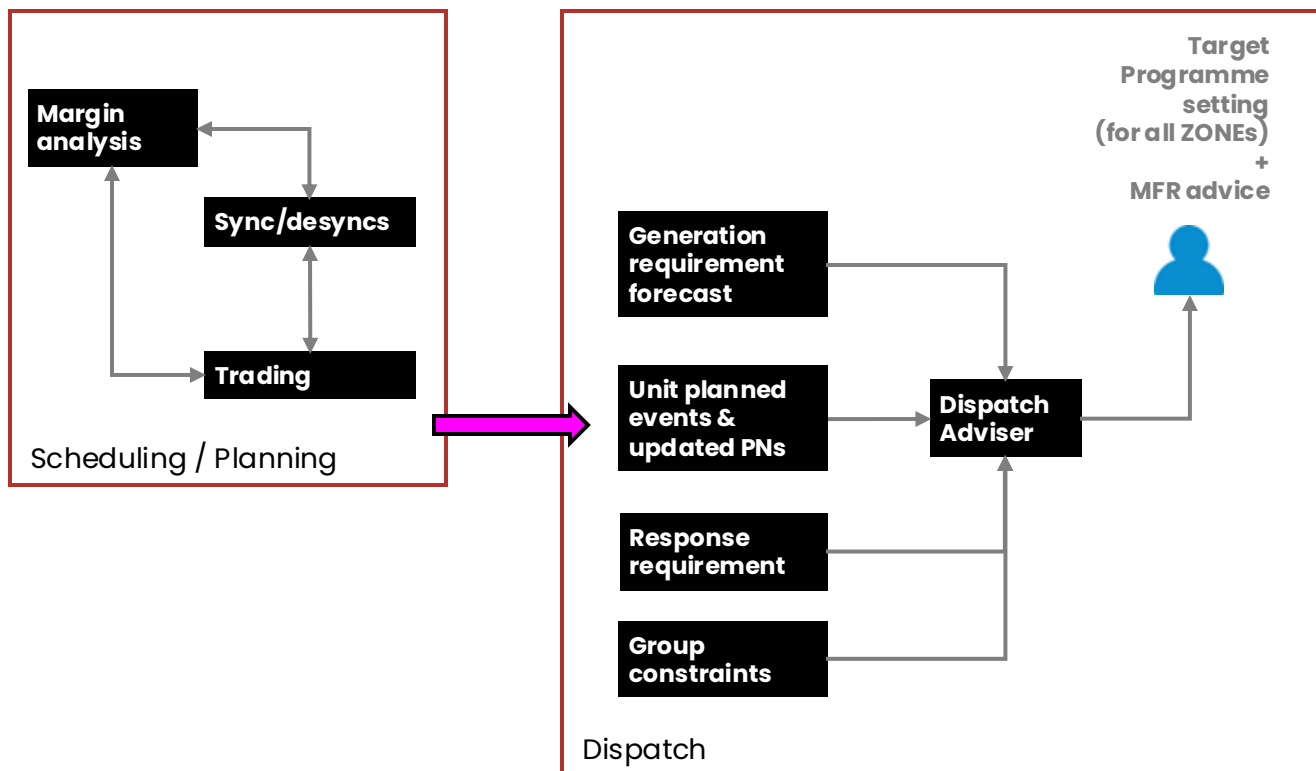 Margin
analysis
Sync/desyncs
Trading
Scheduling / Planning
Target
Programme
setting
(for all ZONEs)
+
MFR advice
Generation
requirement
forecast
Unit planned
events &
updated PNs
Dispatch
Adviser
Response
requirement
Group
constraints
Dispatch